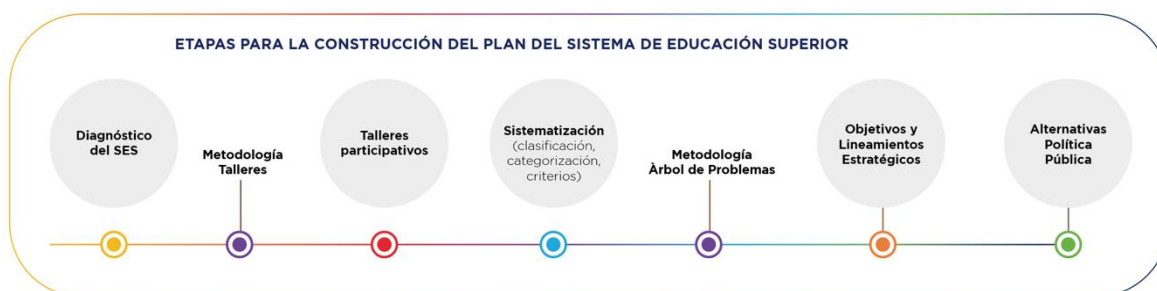 ETAPAS PARA LA CONSTRUCCIÓN DEL PLAN DEL SISTEMA DE EDUCACIÓN SUPERIOR
Diagnóstico
del SES
Metodología
Talleres
Talleres
participativos
Sistematización
(clasificación,
categorización,
criterios)
Metodología
Àrbol de Problemas
Objetivos y
Lineamientos
Estratégicos
Alternativas
Política
Pública